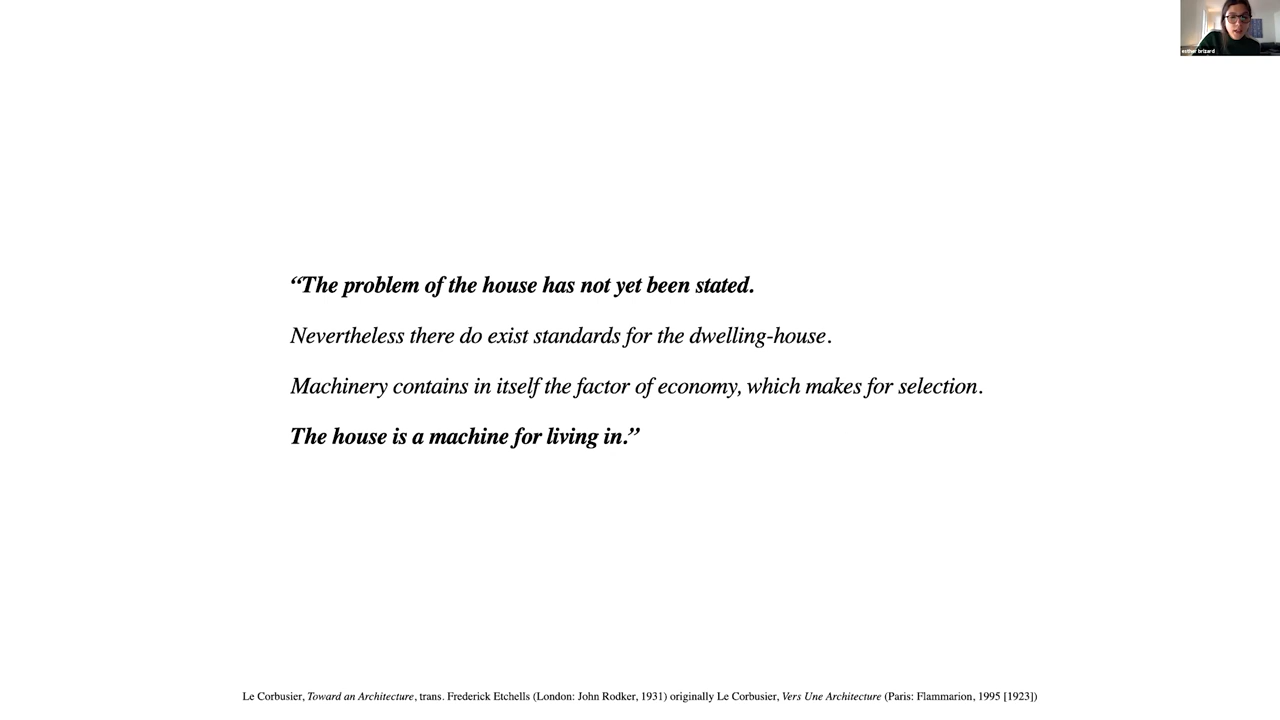 esther brizard
“The problem of the house has not yet been stated.
Nevertheless there do exist standards for the dwelling-house.
Machinery contains in itself the factor of economy, which makes for selection.
The house is a machine for living in.”
Le Corbusier, Toward an Architecture, trans. Frederick Etchells (London: John Rodker, 1931) originally Le Corbusier, Vers Une Architecture (Paris: Flammarion, 1995 [1923])